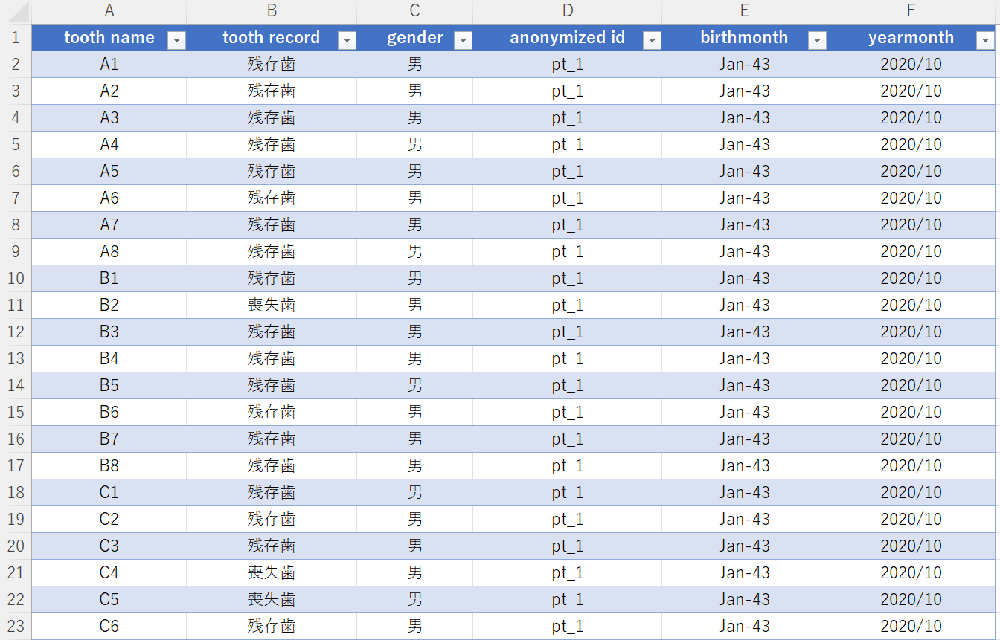 A B C D E F
1 tooth name tooth record gender anonymized id birthmonth yearmonth
2 A1 残存歯 男 pt_1 Jan-43 2020/10
3 A2 残存歯 男 pt_1 Jan-43 2020/10
4 A3 残存歯 男 pt_1 Jan-43 2020/10
5 A4 残存歯 男 pt_1 Jan-43 2020/10
6 A5 残存歯 男 pt_1 Jan-43 2020/10
7 A6 残存歯 男 pt_1 Jan-43 2020/10
8 A7 残存歯 男 pt_1 Jan-43 2020/10
9 A8 残存歯 男 pt_1 Jan-43 2020/10
10 B1 残存歯 男 pt_1 Jan-43 2020/10
11 B2 喪失歯 男 pt_1 Jan-43 2020/10
12 B3 残存歯 男 pt_1 Jan-43 2020/10
13 B4 残存歯 男 pt_1 Jan-43 2020/10
14 B5 残存歯 男 pt_1 Jan-43 2020/10
15 B6 残存歯 男 pt_1 Jan-43 2020/10
16 B7 残存歯 男 pt_1 Jan-43 2020/10
17 B8 残存歯 男 pt_1 Jan-43 2020/10
18 C1 残存歯 男 pt_1 Jan-43 2020/10
19 C2 残存歯 男 pt_1 Jan-43 2020/10
20 C3 残存歯 男 pt_1 Jan-43 2020/10
21 C4 喪失歯 男 pt_1 Jan-43 2020/10
22 C5 喪失歯 男 pt_1 Jan-43 2020/10
23 C6 残存歯 男 pt_1 Jan-43 2020/10